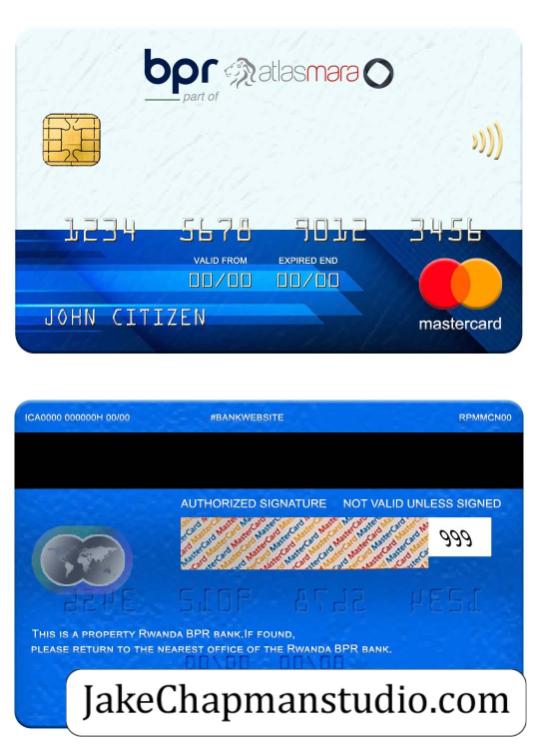 bpr atlasmara
part of
1234 5678 9012 3456
VALID FROM EXPIRED END
00/00 00/00
JOHN CITIZEN
mastercard
ICA0000 000000H 00/00 #BANKWEBSITE RPMMCN00
AUTHORIZED SIGNATURE NOT VALID UNLESS SIGNED
MasterCard
999
THIS IS A PROPERTY RWANDA BPR BANK.IF FOUND,
PLEASE RETURN TO THE NEAREST OFFICE OF THE RWANDA BPR BANK.
JakeChapmanstudio.com